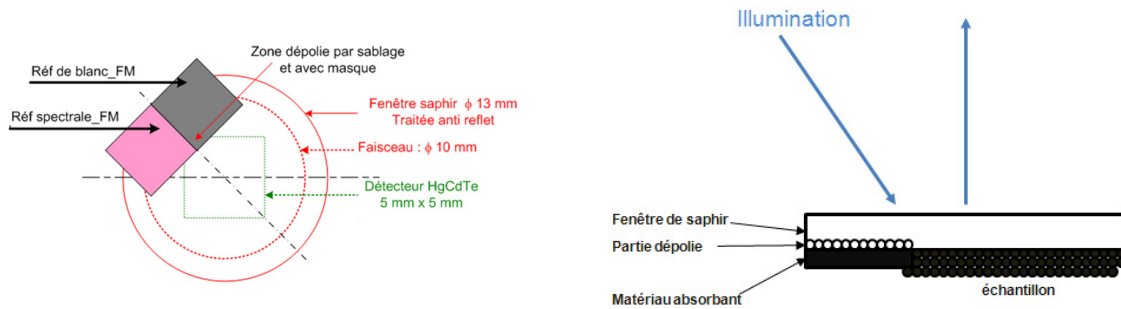 Réf de blanc_FM
Réf spectrale_FM
Zone dépolie par sablage
et avec masque
Fenêtre saphir ϕ 13 mm
Traitée anti reflet
Faisceau : ϕ 10 mm
Détecteur HgCdTe
5 mm x 5 mm
Illumination
Fenêtre de saphir
Partie dépolie
Matériau absorbant
échantillon